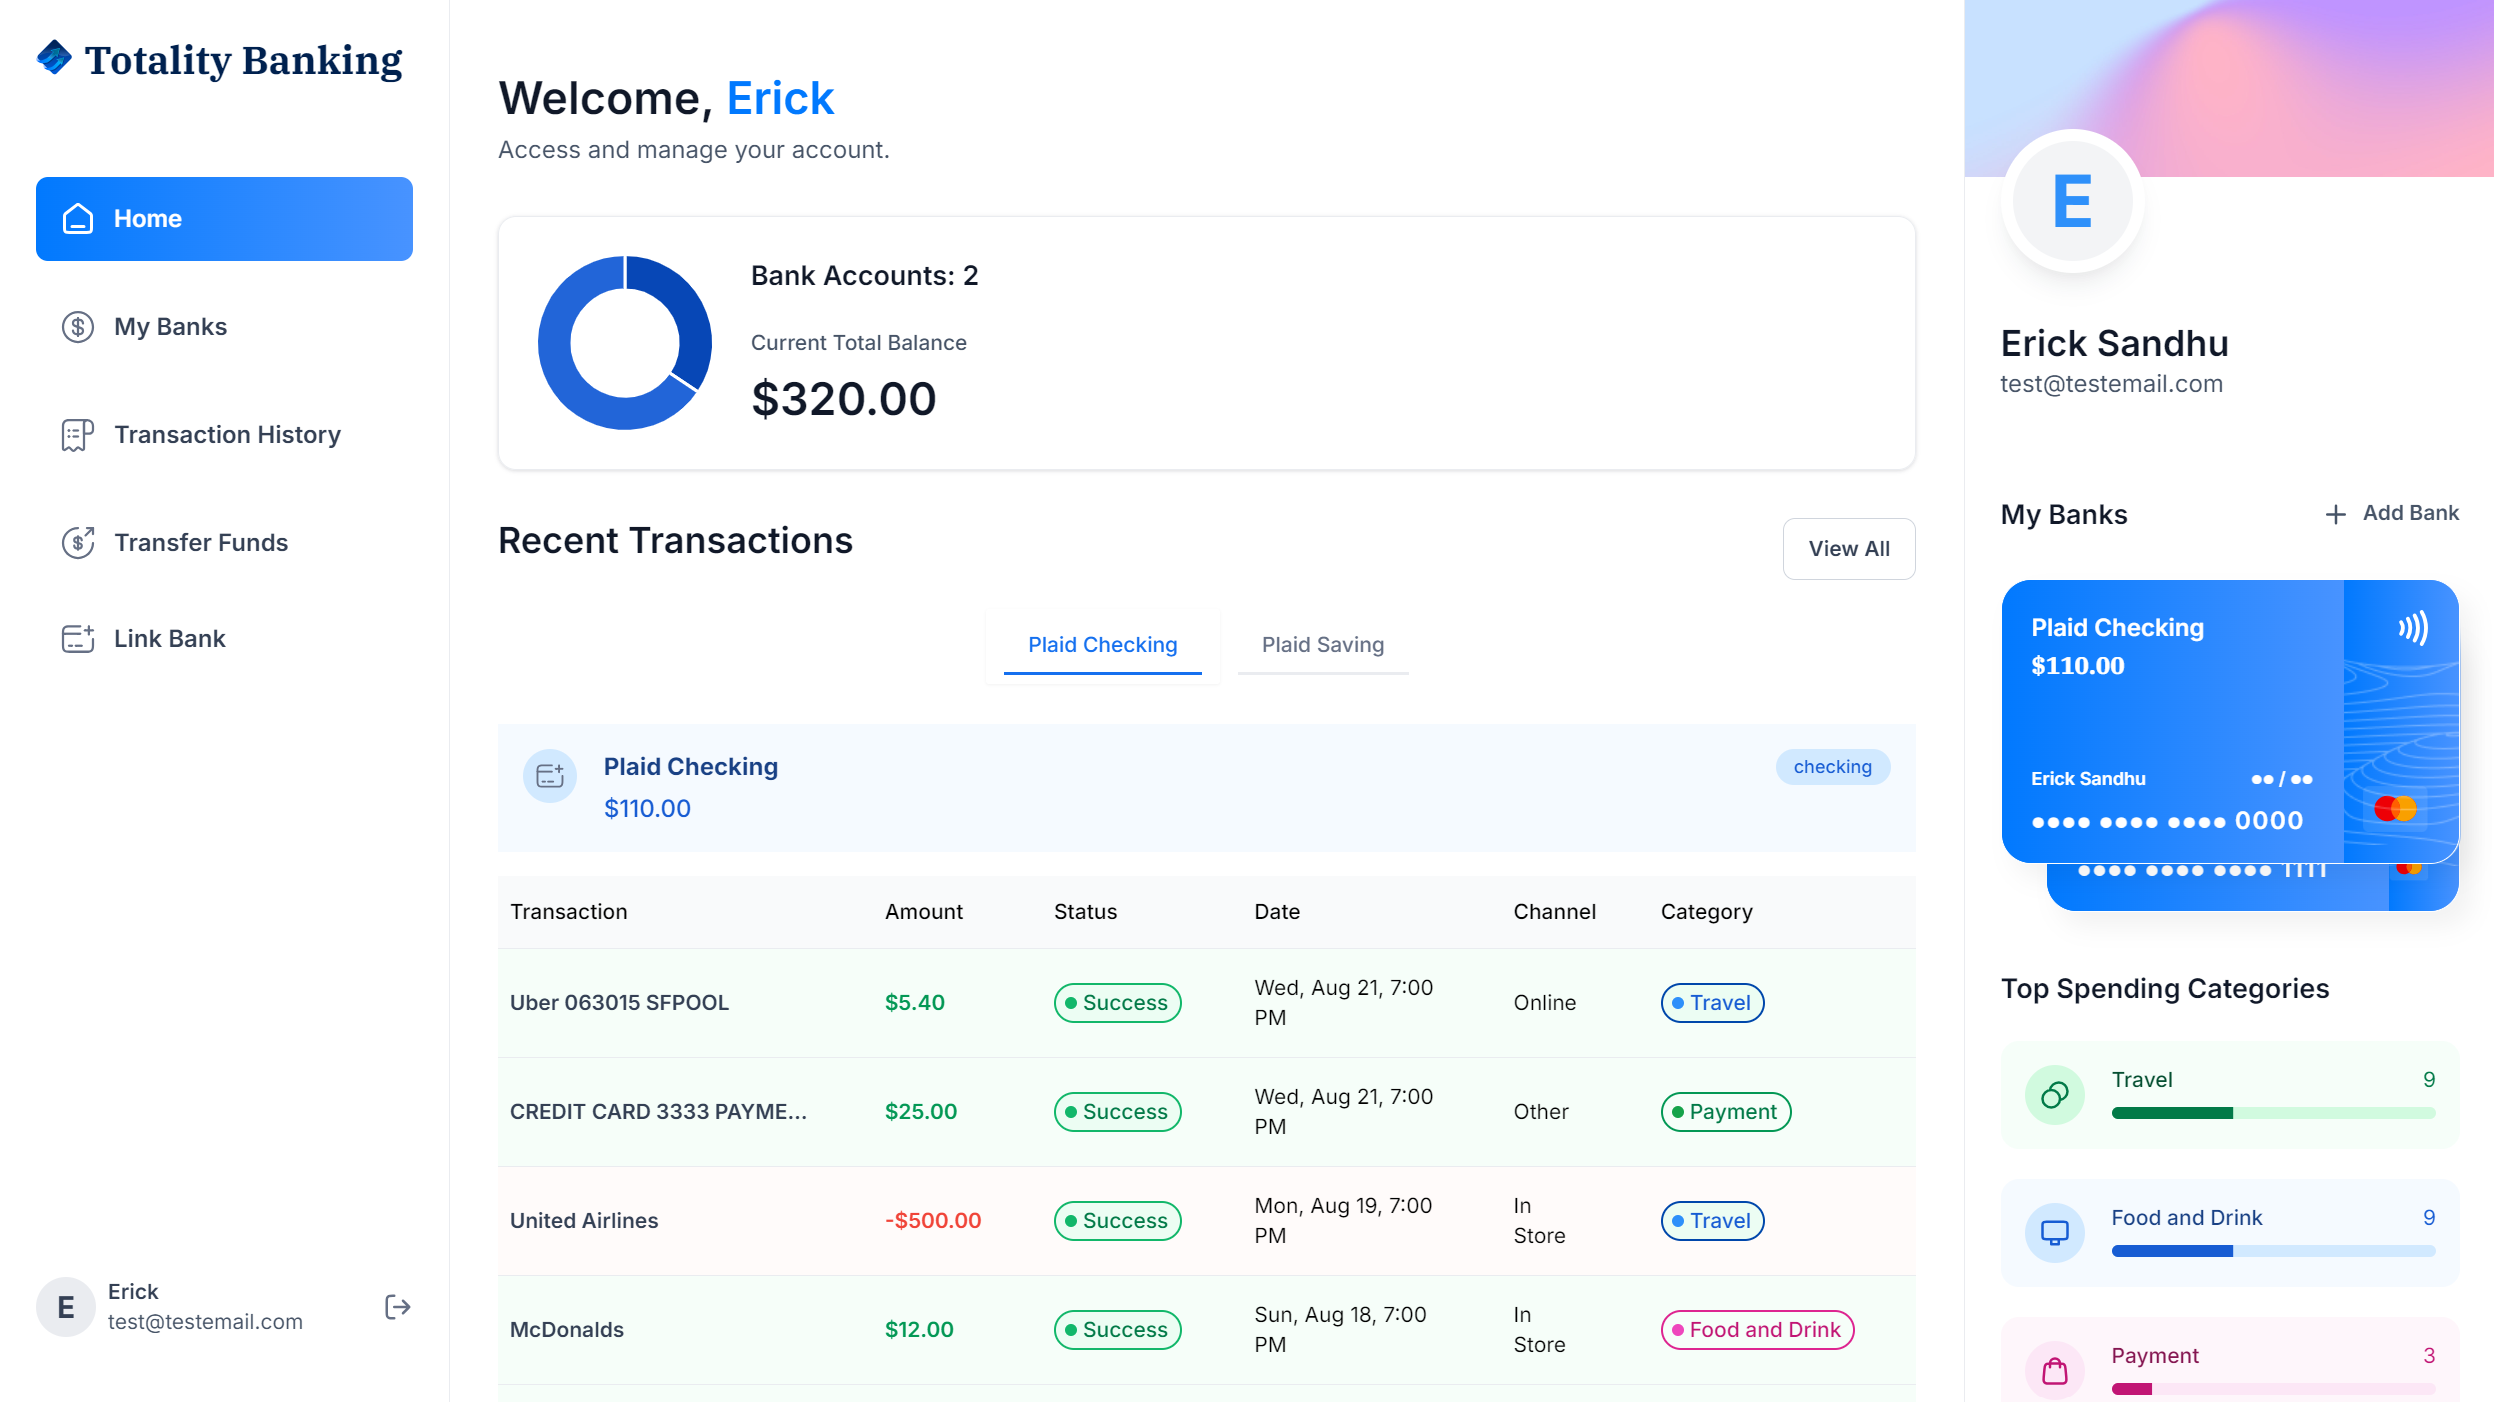 Totality Banking
Home
My Banks
Transaction History
Transfer Funds
Link Bank
E
Erick
test@testemail.com
Welcome, Erick
Access and manage your account.
Bank Accounts: 2
Current Total Balance
$320.00
Recent Transactions
View All
Plaid Checking
Plaid Saving
Plaid Checking
$110.00
checking
Transaction Amount Status Date Channel Category
Uber 063015 SFPOOL $5.40 Success Wed, Aug 21, 7:00 PM Online Travel
CREDIT CARD 3333 PAYME... $25.00 Success Wed, Aug 21, 7:00 PM Other Payment
United Airlines -$500.00 Success Mon, Aug 19, 7:00 PM In Store Travel
McDonalds $12.00 Success Sun, Aug 18, 7:00 PM In Store Food and Drink
E
Erick Sandhu
test@testemail.com
My Banks
+ Add Bank
Plaid Checking
$110.00
Erick Sandhu ●● / ●●
●●●● ●●●● ●●●● 0000
●●●● ●●●● ●●●● 1111
Top Spending Categories
Travel 9
Food and Drink 9
Payment 3